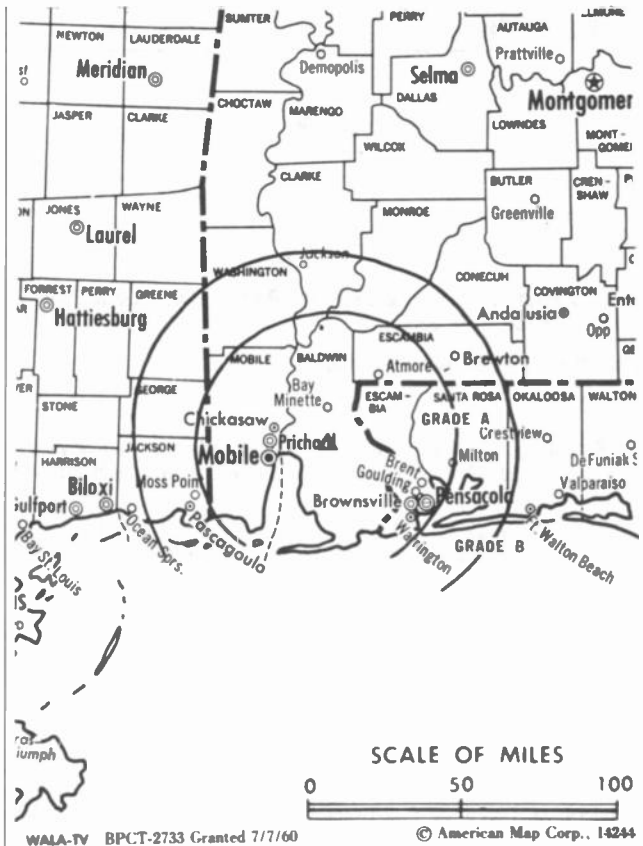 SUMTER
PERRY
ELMORE
NEWTON
LAUDERDALE
AUTAUGA
Prattville
Meridian
Demopolis
Selma
DALLAS
Montgomer
CHOCTAW
MARENGO
JASPER
CLARKE
LOWNDES
MONT-
GOMER
WILCOX
CLARKE
BUTLER
CREN-
SHAW
JONES
WAYNE
MONROE
Greenville
Laurel
WASHINGTON
Jackson
CONECUH
COVINGTON
FORREST
PERRY
GREENE
Hattiesburg
Andalusia
Opp
ESCAMBIA
Brewton
MOBILE
BALDWIN
Atmore
Bay
Minette
ESCAM-
BIA
SANTA ROSA
OKALOOSA
WALTON
GEORGE
STONE
Chickasaw
GRADE A
Crestview
Prichard
JACKSON
Mobile
Milton
DeFuniak S
HARRISON
Moss Point
Brent
Goulding
Valparaiso
Biloxi
Brownsville
Pensacola
Gulfport
Ocean Sprs.
Pascagoula
Warrington
Ft. Walton Beach
Bay St. Louis
GRADE B
SCALE OF MILES
0 50 100
WALA-TV BPCT-2733 Granted 7/7/60 © American Map Corp., 14244